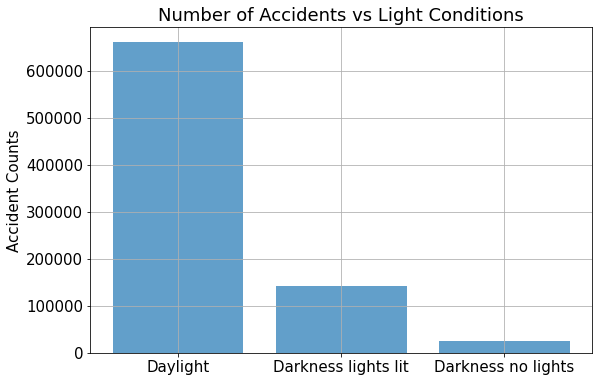 Number of Accidents vs Light Conditions
Accident Counts
600000
500000
400000
300000
200000
100000
0
Daylight
Darkness lights lit
Darkness no lights